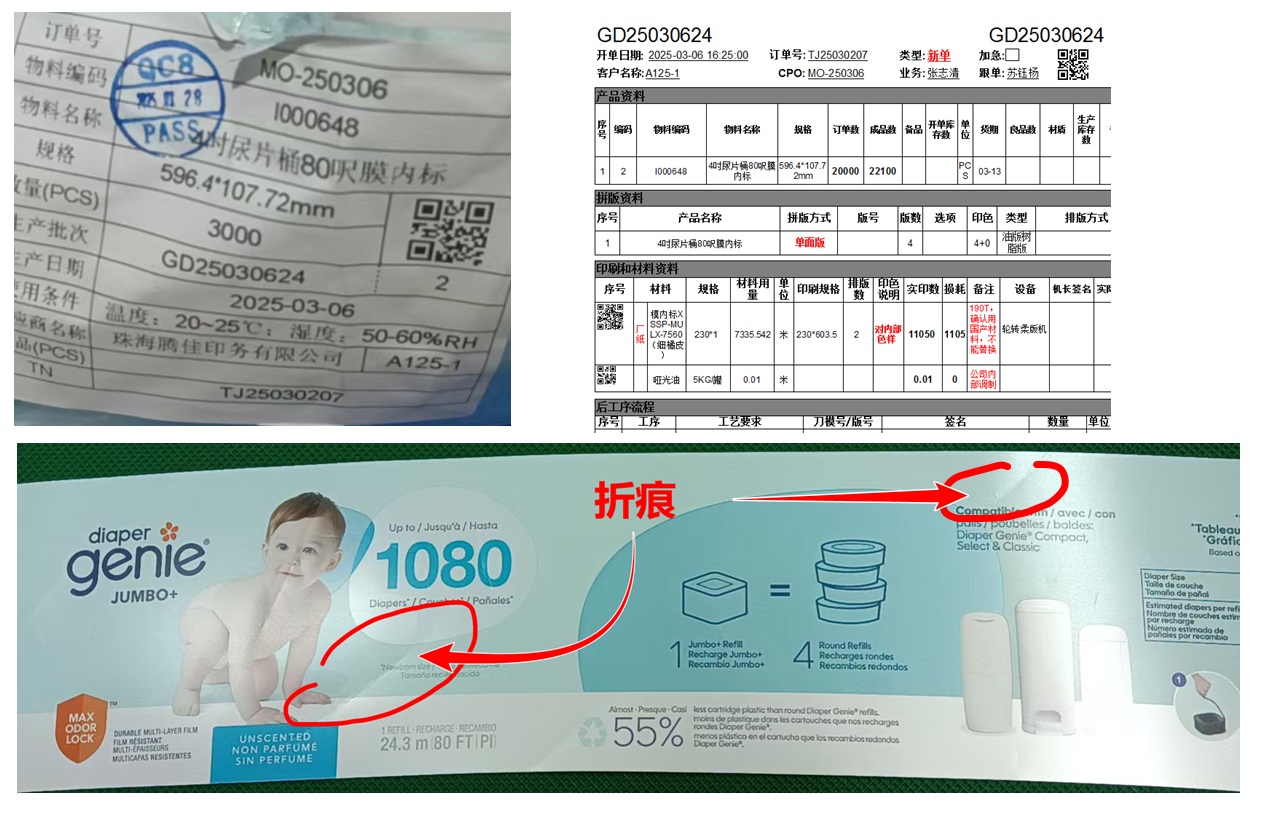 订单号
MO-250306
物料编码
I000648
物料名称
4吋尿片桶80呎膜内标
规格
596.4*107.72mm
量(PCS)
3000
生产批次
GD25030624
2
生产日期
2025-03-06
使用条件
温度：20~25℃；湿度：50-60%RH
应商名称
珠海腾佳印务有限公司
A125-1
品(PCS)
TN
TJ25030207
QC8
11 28
PASS
GD25030624
GD25030624
开单日期: 2025-03-06 16:25:00 订单号: TJ25030207 类型: 新单 加急:
客户名称:A125-1 CPO: MO-250306 业务: 张志清 跟单: 苏钰杨
产品资料
序号 编码 物料编码 物料名称 规格 订单数 成品数 备品 开单库存数 单位 货期 良品数 材质 生产库存数
1 2 I000648 4吋尿片桶80呎膜内标 596.4*107.72mm 20000 22100 PCS 03-13
拼版资料
序号 产品名称 拼版方式 版号 版数 选项 印色 类型 排版方式
1 4吋尿片桶80呎膜内标 单面版 4 4+0 油版树脂版
印刷和材料资料
序号 材料 规格 材料用量 单位 印刷规格 排版数 印色说明 实印数 损耗 备注 设备 机长签名
厂纸 模内标XSSP-MULX-7560（细橘皮） 230*1 7335.542 米 230*603.5 2 对内部色样 11050 1105 190T,确认用国产材料，不能替换 轮转柔版机
哑光油 5KG/罐 0.01 米 0.01 0 公司内部调制
后工序流程
序号 工序 工艺要求 刀模号/版号 签名 数量 单位
折痕
diaper
genie®
JUMBO+
Up to / Jusqu'à / Hasta
1080
Diapers* / Couches* / Pañales*
*Newborn size
Tamaño recién nacido
MAX
ODOR
LOCK
™
DURABLE MULTI-LAYER FILM
FILM RÉSISTANT
MULTI-ÉPAISSEURS
MULTICAPAS RESISTENTES
UNSCENTED
NON PARFUMÉ
SIN PERFUME
1 REFILL · RECHARGE · RECAMBIO
24.3 m (80 FT|PI)
=
1 Jumbo+ Refill
Recharge Jumbo+
Recambio Jumbo+
4 Round Refills
Recharges rondes
Recambios redondos
Almost · Presque · Casi
55%
less cartridge plastic than round Diaper Genie® refills.
moins de plastique dans les cartouches que nos recharges
rondes Diaper Genie®.
menos plástico en el cartucho que los recambios redondos
Diaper Genie®.
Compatible with / avec / con
pails / poubelles / baldes:
Diaper Genie® Compact,
Select & Classic
*Tableau
*Gráfic
Based o
Diaper Size
Taille de couche
Tamaño de pañal
Estimated diapers per refi
Nombre de couches estim
par recharge
Número estimado de
pañales por recambio
1